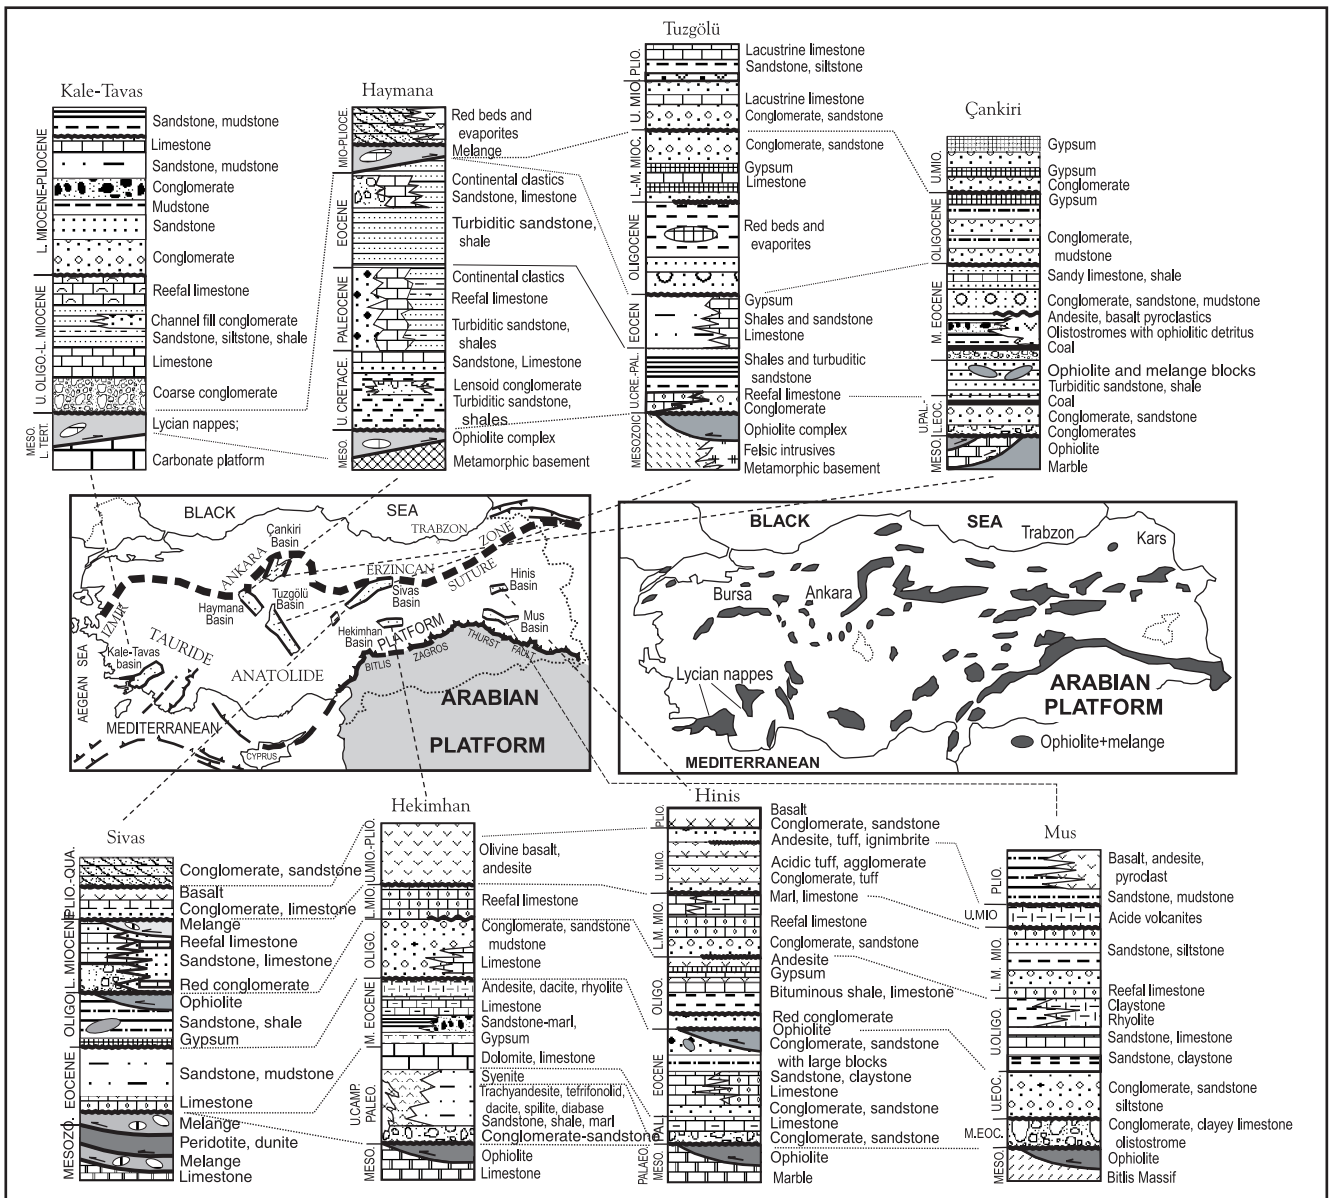 Kale-Tavas
L. MIOCENE-PLIOCENE
U. OLIGO-L. MIOCENE
MESO.
L. TERT.
Sandstone, mudstone
Limestone
Sandstone, mudstone
Conglomerate
Mudstone
Sandstone
Conglomerate
Reefal limestone
Channel fill conglomerate
Sandstone, siltstone, shale
Limestone
Coarse conglomerate
Lycian nappes;
Carbonate platform
Haymana
MIO-PLIOCE.
EOCENE
PALEOCENE
U. CRETACE.
MESO.
Red beds and
evaporites
Melange
Continental clastics
Sandstone, limestone
Turbiditic sandstone,
shale
Continental clastics
Reefal limestone
Turbiditic sandstone,
shales
Sandstone, Limestone
Lensoid conglomerate
Turbiditic sandstone,
shales
Ophiolite complex
Metamorphic basement
Tuzgölü
PLIO.
U. MIO.
L.-M. MIOC.
OLIGOCENE
EOCEN
U.CRE.-PAL.
MESOZOIC
Lacustrine limestone
Sandstone, siltstone
Lacustrine limestone
Conglomerate, sandstone
Conglomerate, sandstone
Gypsum
Limestone
Red beds and
evaporites
Gypsum
Shales and sandstone
Limestone
Shales and turbuditic
sandstone
Reefal limestone
Conglomerate
Ophiolite complex
Felsic intrusives
Metamorphic basement
Çankiri
U.MIO.
OLIGOCENE
M. EOCENE
U.PAL-
L.EOC.
MESO.
Gypsum
Gypsum
Conglomerate
Gypsum
Conglomerate,
mudstone
Sandy limestone, shale
Conglomerate, sandstone, mudstone
Andesite, basalt pyroclastics
Olistostromes with ophiolitic detritus
Coal
Ophiolite and melange blocks
Turbiditic sandstone, shale
Coal
Conglomerate, sandstone
Conglomerates
Ophiolite
Marble
BLACK SEA
TRABZON
Çankiri
Basin
ANKARA
ERZINCAN
SUTURE
ZONE
IZMIR
Haymana
Basin
Tuzgölü
Basin
Sivas
Basin
Hinis
Basin
Mus
Basin
Hekimhan
Basin
PLATFORM
TAURIDE
ANATOLIDE
Kale-Tavas
basin
AEGEAN SEA
BITLIS
ZAGROS
THURST
FAULT
ARABIAN
PLATFORM
MEDITERRANEAN
CYPRUS
BLACK SEA
Trabzon
Kars
Bursa
Ankara
Lycian nappes
ARABIAN
PLATFORM
Ophiolite+melange
MEDITERRANEAN
Sivas
PLIO.-QUA.
L. MIOCENE
OLIGO
EOCENE
MESOZO.
Conglomerate, sandstone
Basalt
Conglomerate, limestone
Melange
Reefal limestone
Sandstone, limestone
Red conglomerate
Ophiolite
Sandstone, shale
Gypsum
Sandstone, mudstone
Limestone
Melange
Peridotite, dunite
Melange
Limestone
Hekimhan
U.MIO.-PLIO.
L.MIO.
OLIGO.
M. EOCENE
U.CAMP.
PALEO.
MESO.
Olivine basalt,
andesite
Reefal limestone
Conglomerate, sandstone
mudstone
Limestone
Andesite, dacite, rhyolite
Limestone
Sandstone-marl,
Gypsum
Dolomite, limestone
Syenite
Trachyandesite, tefrifonolid,
dacite, spilite, diabase
Sandstone, shale, marl
Conglomerate-sandstone
Ophiolite
Limestone
Hinis
PLIO.
U.MIO.
L.M. MIO.
OLIGO.
EOCENE
PAL.
PALAEO.
MESO.
Basalt
Conglomerate, sandstone
Andesite, tuff, ignimbrite
Acidic tuff, agglomerate
Conglomerate, tuff
Marl, limestone
Reefal limestone
Conglomerate, sandstone
Andesite
Gypsum
Bituminous shale, limestone
Red conglomerate
Ophiolite
Conglomerate, sandstone
with large blocks
Sandstone, claystone
Limestone
Conglomerate, sandstone
Limestone
Conglomerate, sandstone
Ophiolite
Marble
Mus
PLIO.
U.MIO
L. M. MIO.
U.OLIGO.
U.EOC.
M.EOC.
MESO.
Basalt, andesite,
pyroclast
Sandstone, mudstone
Acide volcanites
Sandstone, siltstone
Reefal limestone
Claystone
Rhyolite
Sandstone, limestone
Sandstone, claystone
Conglomerate, sandstone
siltstone
Conglomerate, clayey limestone
olistostrome
Ophiolite
Bitlis Massif